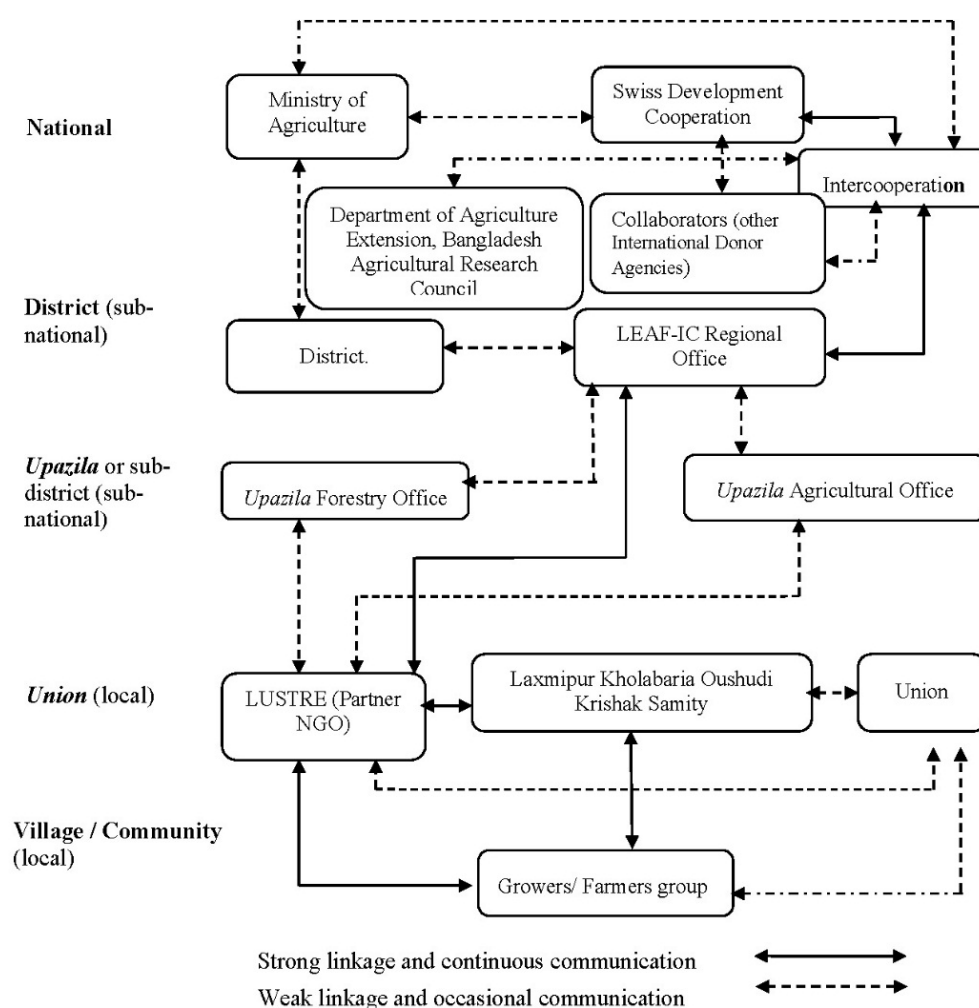 National
Ministry of
Agriculture
Swiss Development
Cooperation
Intercooperation
Department of Agriculture
Extension, Bangladesh
Agricultural Research
Council
Collaborators (other
International Donor
Agencies)
District (sub-
national)
District.
LEAF-IC Regional
Office
Upazila or sub-
district (sub-
national)
Upazila Forestry Office
Upazila Agricultural Office
Union (local)
LUSTRE (Partner
NGO)
Laxmipur Kholabaria Oushudi
Krishak Samity
Union
Village / Community
(local)
Growers/ Farmers group
Strong linkage and continuous communication
Weak linkage and occasional communication